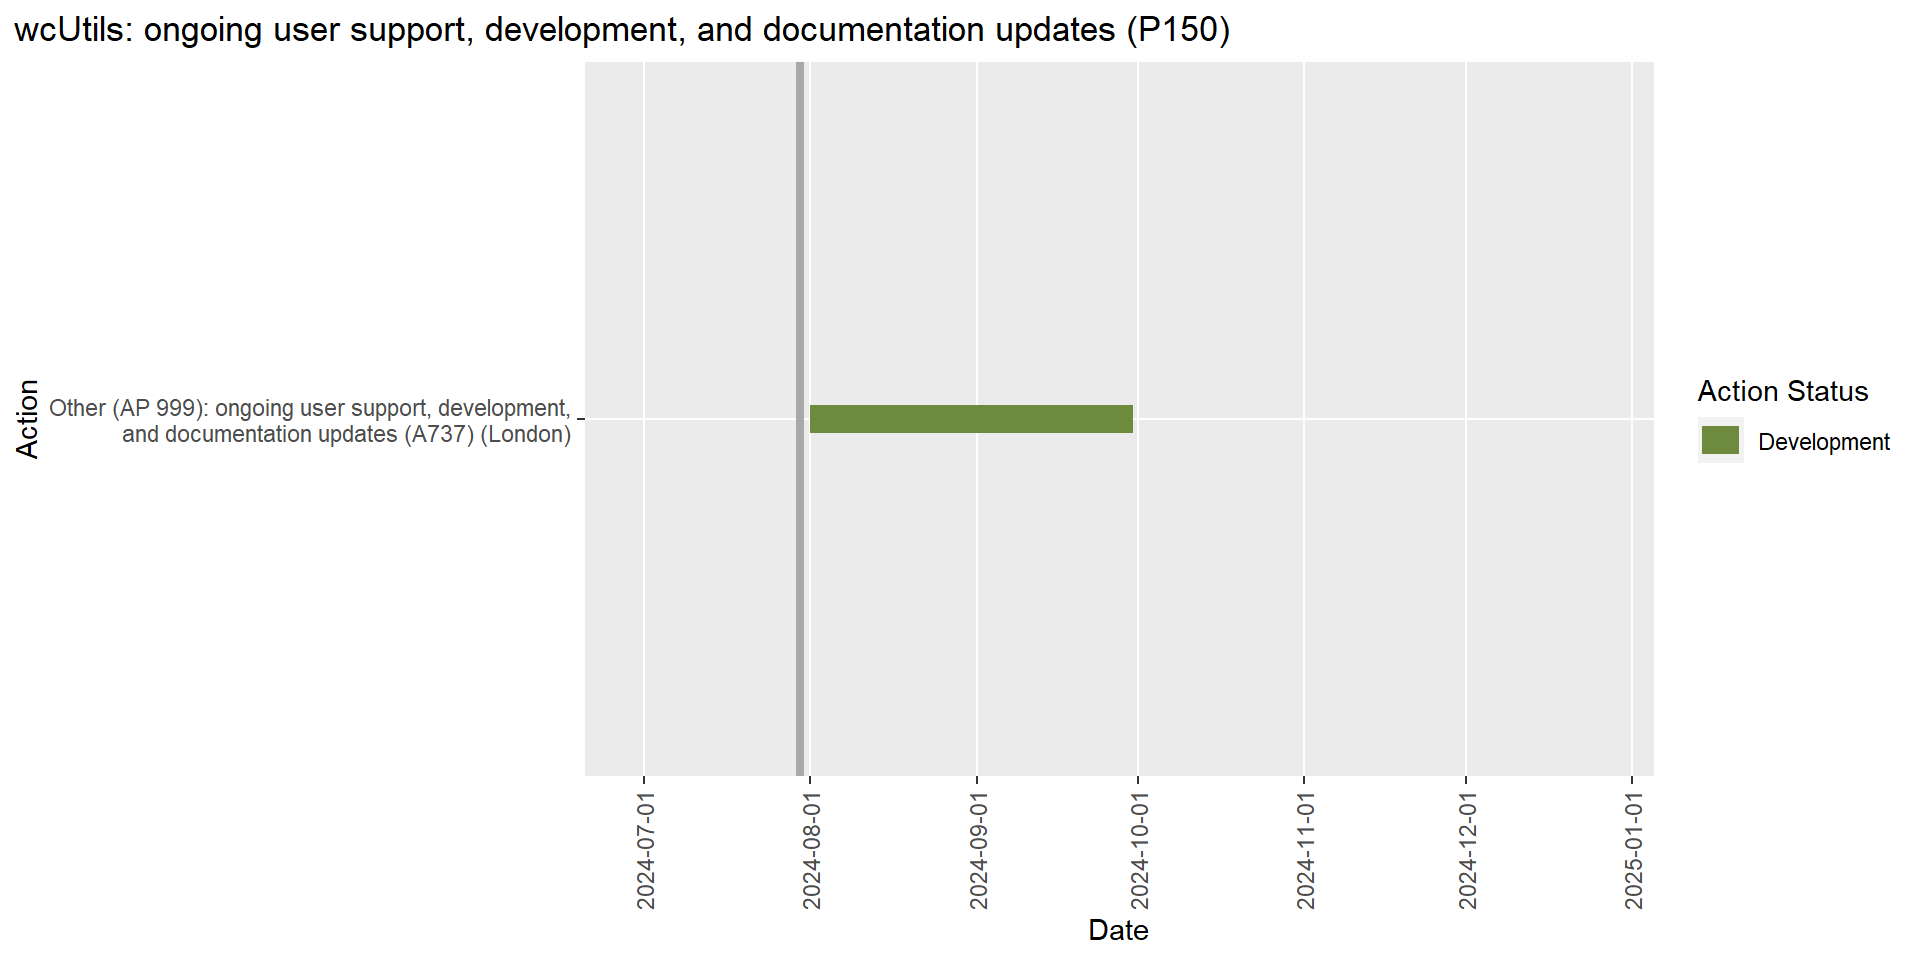 wcUtils: ongoing user support, development, and documentation updates (P150)
Action
Other (AP 999): ongoing user support, development,
and documentation updates (A737) (London)
Action Status
Development
2024-07-01
2024-08-01
2024-09-01
2024-10-01
2024-11-01
2024-12-01
2025-01-01
Date